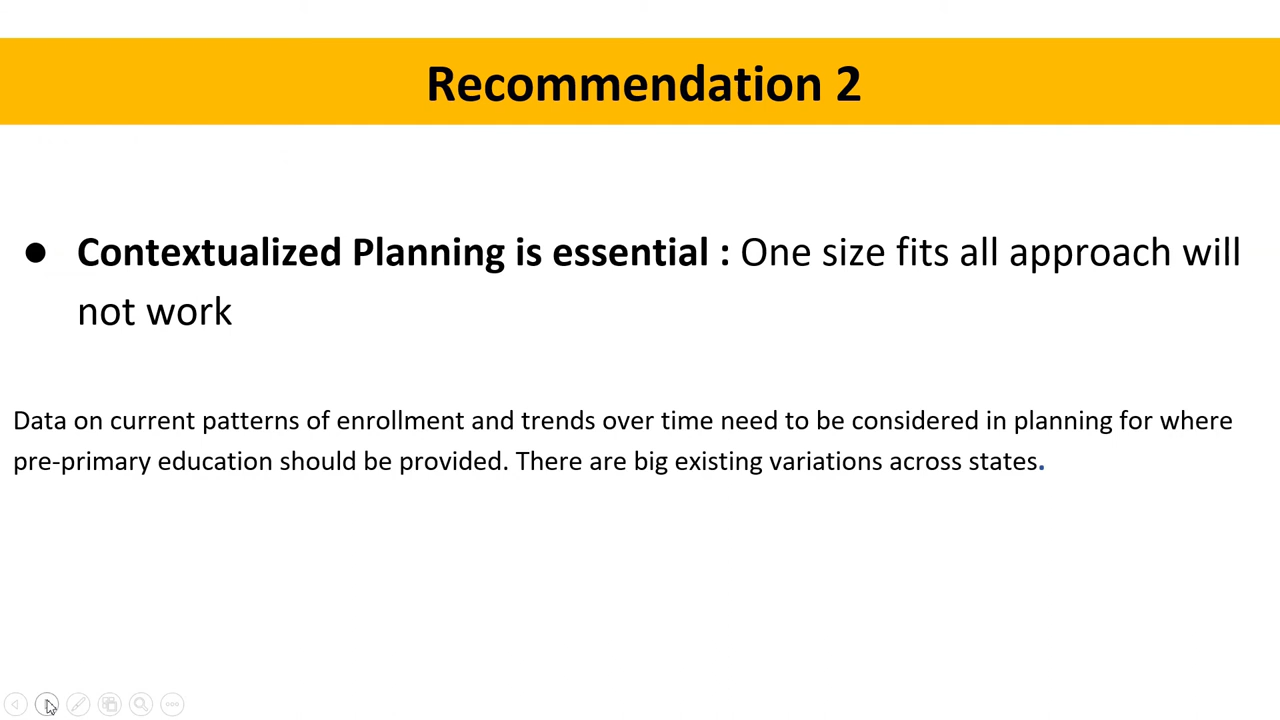 Recommendation 2
● Contextualized Planning is essential : One size fits all approach will
not work
Data on current patterns of enrollment and trends over time need to be considered in planning for where
pre-primary education should be provided. There are big existing variations across states.